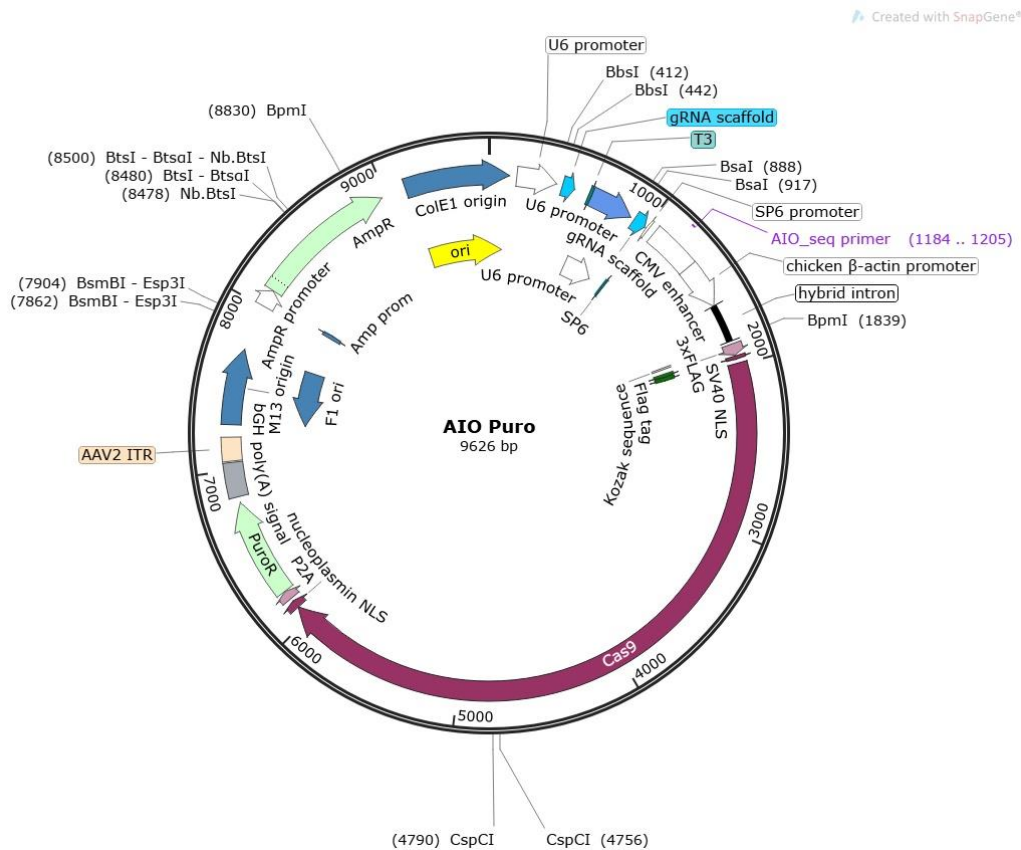 Created with SnapGene®
U6 promoter
BbsI (412)
BbsI (442)
gRNA scaffold
T3
BsaI (888)
BsaI (917)
SP6 promoter
AIO_seq primer (1184 .. 1205)
chicken β-actin promoter
hybrid intron
BpmI (1839)
(8830) BpmI
(8500) BtsI - BtsαI - Nb.BtsI
(8480) BtsI - BtsαI
(8478) Nb.BtsI
(7904) BsmBI - Esp3I
(7862) BsmBI - Esp3I
AAV2 ITR
1000
2000
3000
4000
5000
6000
7000
8000
9000
ColE1 origin
U6 promoter
gRNA scaffold
CMV enhancer
AmpR
ori
U6 promoter
SP6
AmpR promoter
Amp prom
3xFLAG
SV40 NLS
M13 origin
F1 ori
Flag tag
Kozak sequence
AIO Puro
9626 bp
bGH poly(A) signal
PuroR
P2A
nucleoplasmin NLS
Cas9
(4790) CspCI
CspCI (4756)